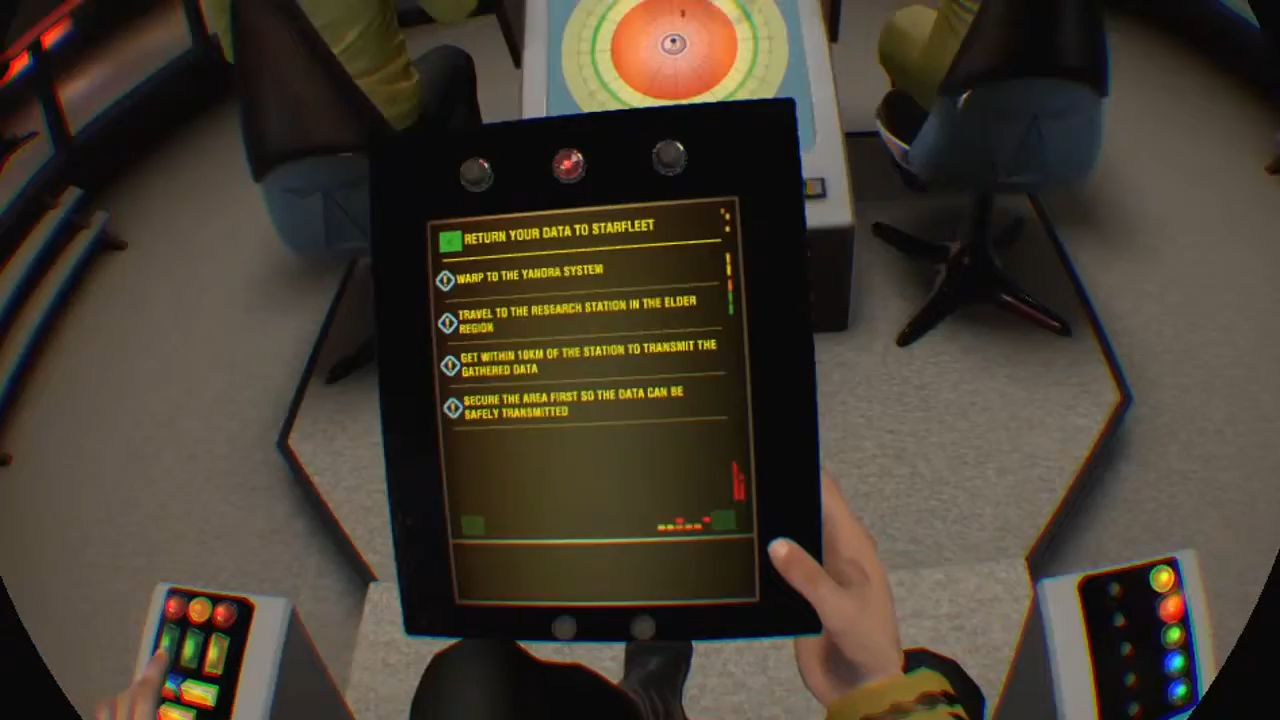 RETURN YOUR DATA TO STARFLEET
WARP TO THE YANORA SYSTEM
TRAVEL TO THE RESEARCH STATION IN THE ELDER
REGION
GET WITHIN 10KM OF THE STATION TO TRANSMIT THE
GATHERED DATA
SECURE THE AREA FIRST SO THE DATA CAN BE
SAFELY TRANSMITTED